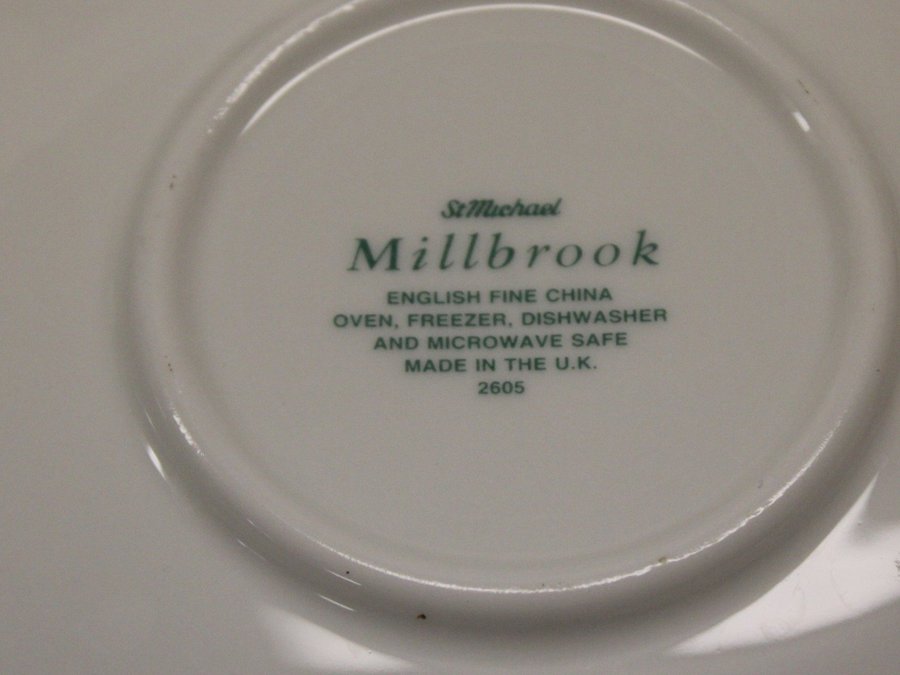 St Michael
Millbrook
ENGLISH FINE CHINA
OVEN, FREEZER, DISHWASHER
AND MICROWAVE SAFE
MADE IN THE U.K.
2605